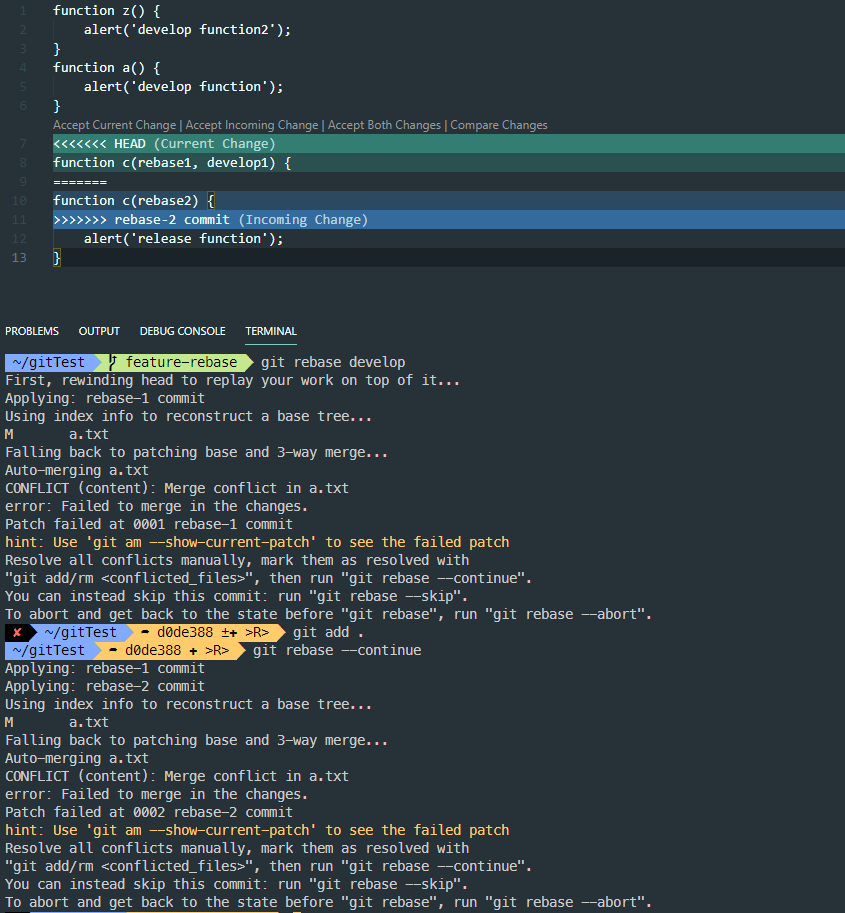 1 function z() {
2     alert('develop function2');
3 }
4 function a() {
5     alert('develop function');
6 }
Accept Current Change | Accept Incoming Change | Accept Both Changes | Compare Changes
7 <<<<<<< HEAD (Current Change)
8 function c(rebase1, develop1) {
9 =======
10 function c(rebase2) {
11 >>>>>>> rebase-2 commit (Incoming Change)
12     alert('release function');
13 }
PROBLEMS OUTPUT DEBUG CONSOLE TERMINAL
~/gitTest feature-rebase git rebase develop
First, rewinding head to replay your work on top of it...
Applying: rebase-1 commit
Using index info to reconstruct a base tree...
M       a.txt
Falling back to patching base and 3-way merge...
Auto-merging a.txt
CONFLICT (content): Merge conflict in a.txt
error: Failed to merge in the changes.
Patch failed at 0001 rebase-1 commit
hint: Use 'git am --show-current-patch' to see the failed patch
Resolve all conflicts manually, mark them as resolved with
"git add/rm <conflicted_files>", then run "git rebase --continue".
You can instead skip this commit: run "git rebase --skip".
To abort and get back to the state before "git rebase", run "git rebase --abort".
✘ ~/gitTest ➦ d0de388 ±✚ >R> git add .
~/gitTest ➦ d0de388 ✚ >R> git rebase --continue
Applying: rebase-1 commit
Applying: rebase-2 commit
Using index info to reconstruct a base tree...
M       a.txt
Falling back to patching base and 3-way merge...
Auto-merging a.txt
CONFLICT (content): Merge conflict in a.txt
error: Failed to merge in the changes.
Patch failed at 0002 rebase-2 commit
hint: Use 'git am --show-current-patch' to see the failed patch
Resolve all conflicts manually, mark them as resolved with
"git add/rm <conflicted_files>", then run "git rebase --continue".
You can instead skip this commit: run "git rebase --skip".
To abort and get back to the state before "git rebase", run "git rebase --abort".